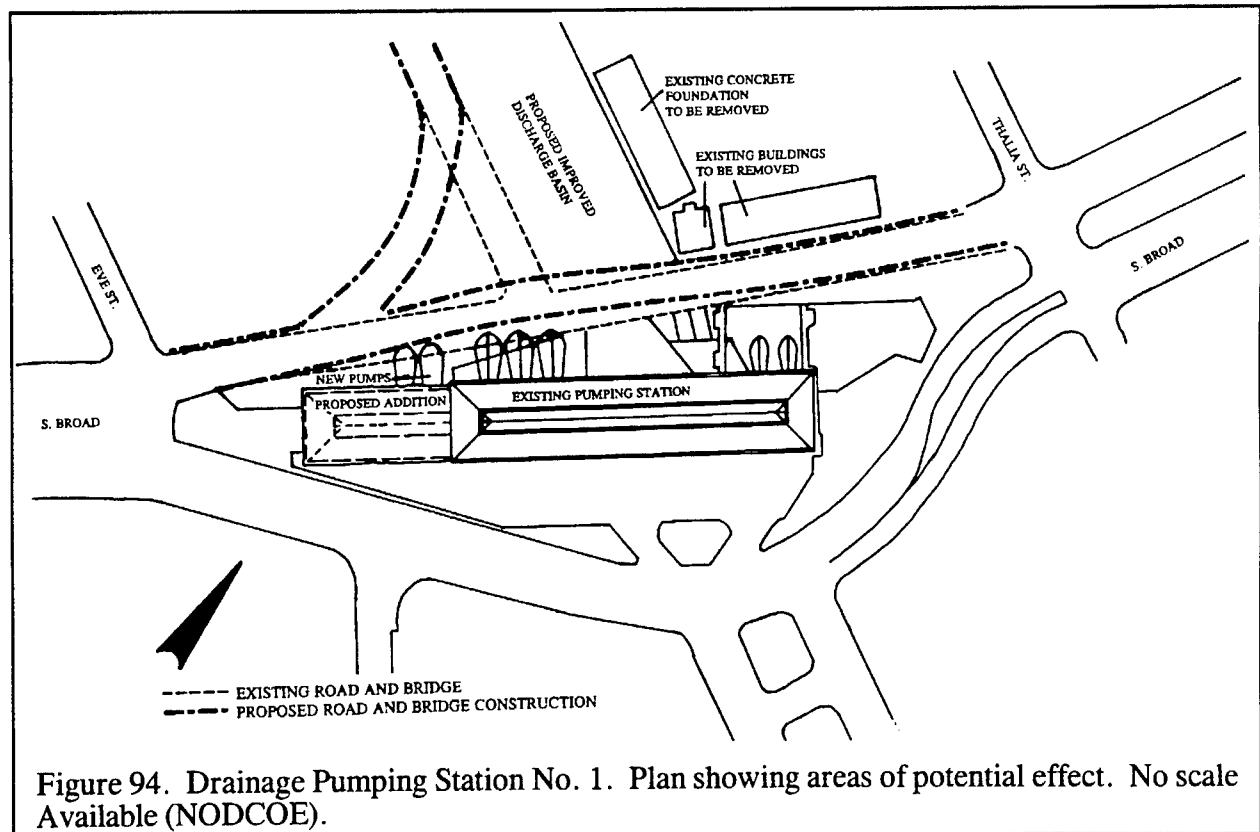 EXISTING CONCRETE
FOUNDATION
TO BE REMOVED
PROPOSED IMPROVED
DISCHARGE BASIN
EXISTING BUILDINGS
TO BE REMOVED
THALIA ST.
S. BROAD
EVE ST.
NEW PUMPS
PROPOSED ADDITION
EXISTING PUMPING STATION
S. BROAD
EXISTING ROAD AND BRIDGE
PROPOSED ROAD AND BRIDGE CONSTRUCTION
Figure 94. Drainage Pumping Station No. 1. Plan showing areas of potential effect. No scale
Available (NODCOE).